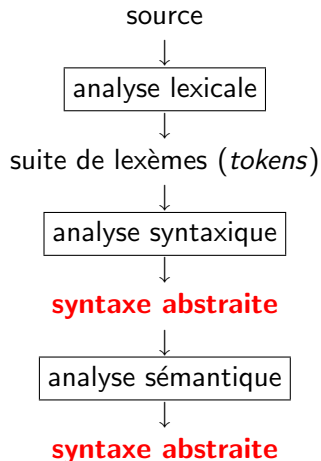 source
analyse lexicale
suite de lexèmes (tokens)
analyse syntaxique
syntaxe abstraite
analyse sémantique
syntaxe abstraite